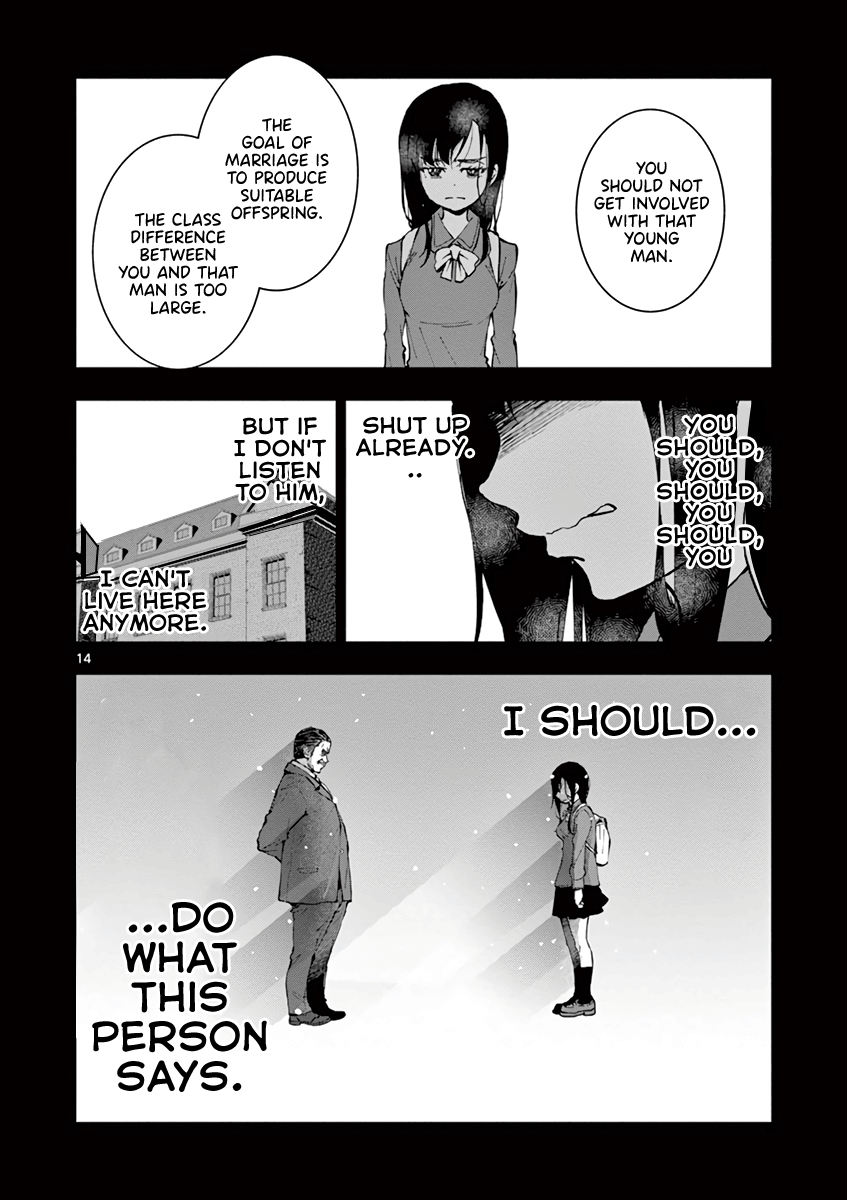 YOU
SHOULD NOT
GET INVOLVED
WITH THAT
YOUNG
MAN.
THE
GOAL OF
MARRIAGE IS
TO PRODUCE
SUITABLE
OFFSPRING.
THE CLASS
DIFFERENCE
BETWEEN
YOU AND THAT
MAN IS TOO
LARGE.
YOU
SHOULD,
YOU
SHOULD,
YOU
SHOULD,
YOU
SHUT UP
ALREADY.
..
BUT IF
I DON'T
LISTEN
TO HIM,
I CAN'T
LIVE HERE
ANYMORE.
14
I SHOULD...
...DO
WHAT
THIS
PERSON
SAYS.